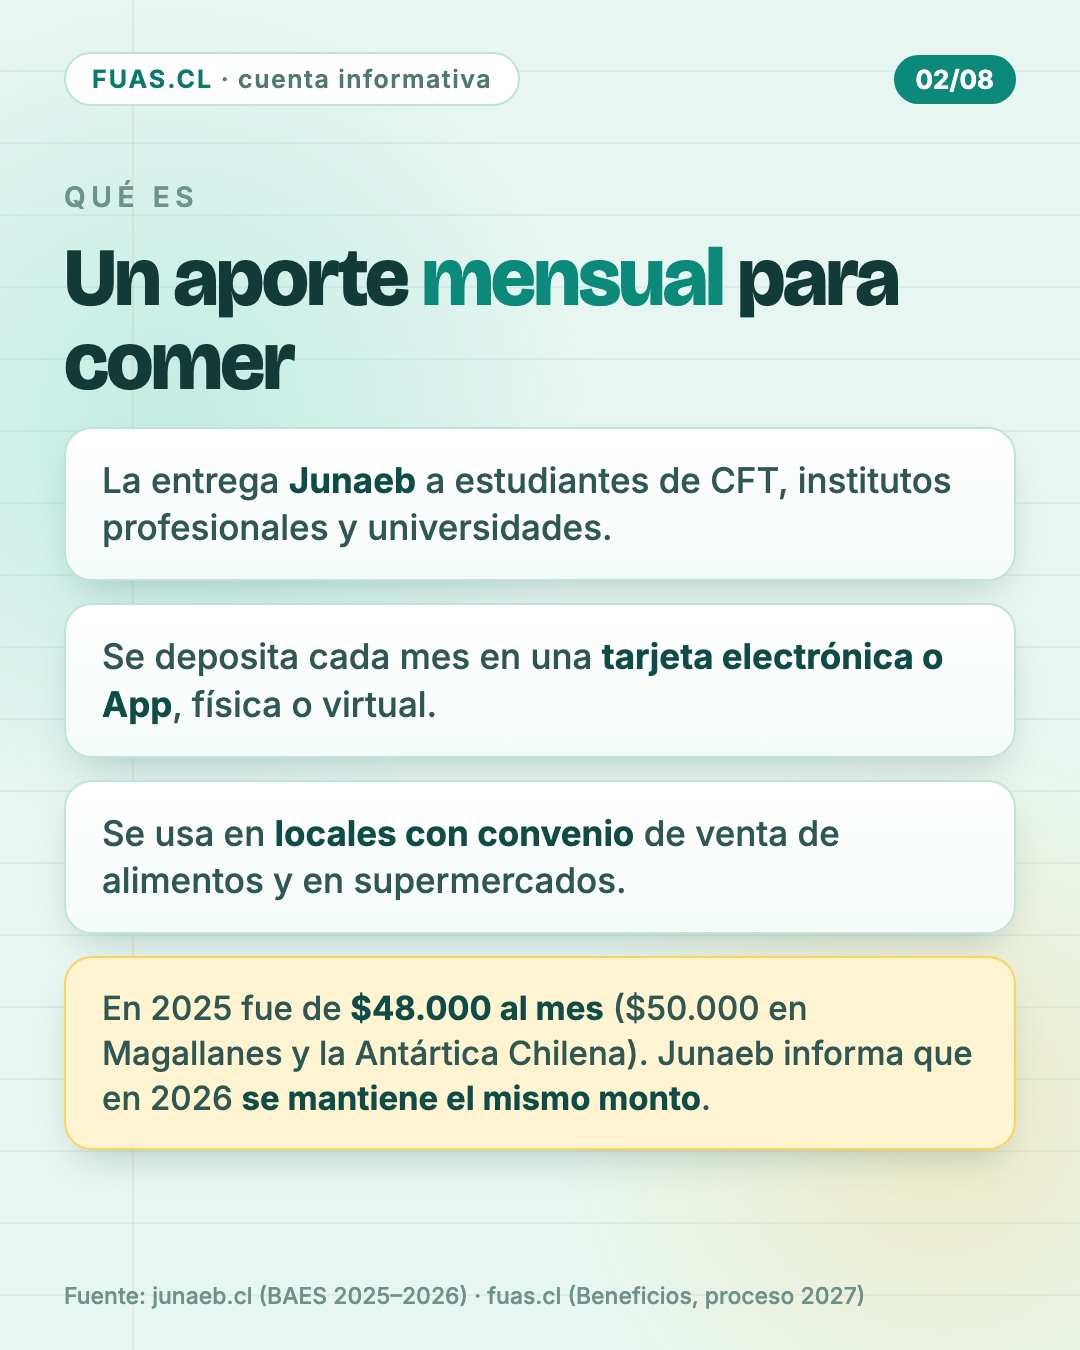 FUAS.CL · cuenta informativa
02/08
QUÉ ES
Un aporte mensual para
comer
La entrega Junaeb a estudiantes de CFT, institutos
profesionales y universidades.
Se deposita cada mes en una tarjeta electrónica o
App, física o virtual.
Se usa en locales con convenio de venta de
alimentos y en supermercados.
En 2025 fue de $48.000 al mes ($50.000 en
Magallanes y la Antártica Chilena). Junaeb informa que
en 2026 se mantiene el mismo monto.
Fuente: junaeb.cl (BAES 2025–2026) · fuas.cl (Beneficios, proceso 2027)